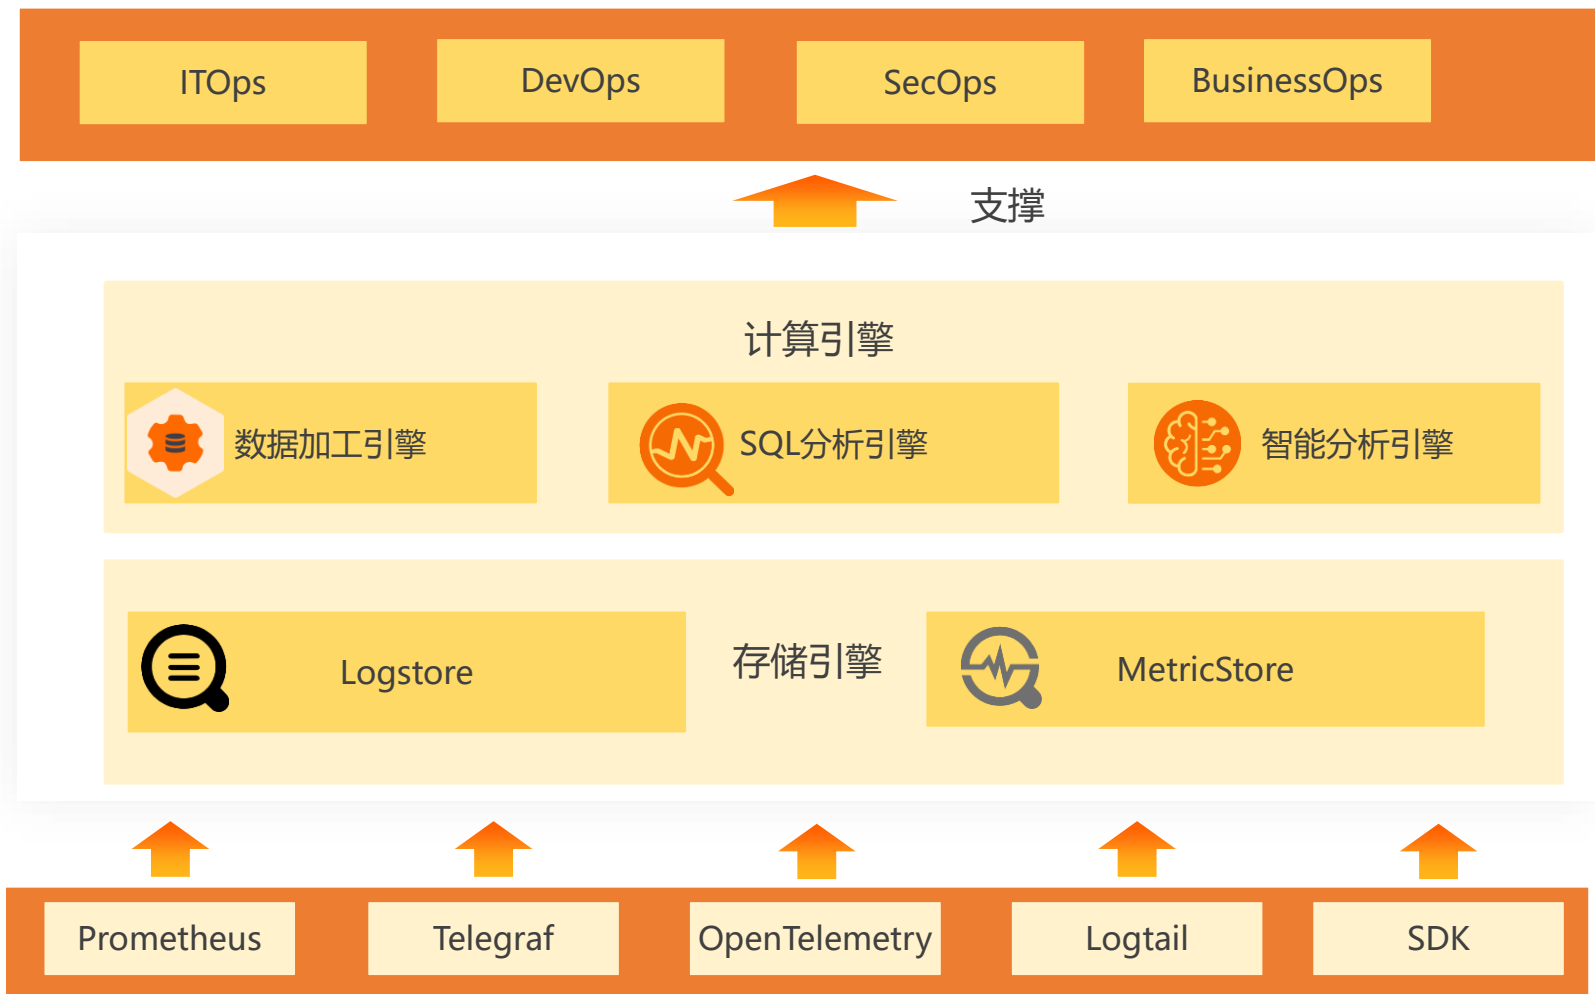 ITOps
DevOps
SecOps
BusinessOps
支撑
计算引擎
数据加工引擎
SQL分析引擎
智能分析引擎
Logstore
存储引擎
MetricStore
Prometheus
Telegraf
OpenTelemetry
Logtail
SDK